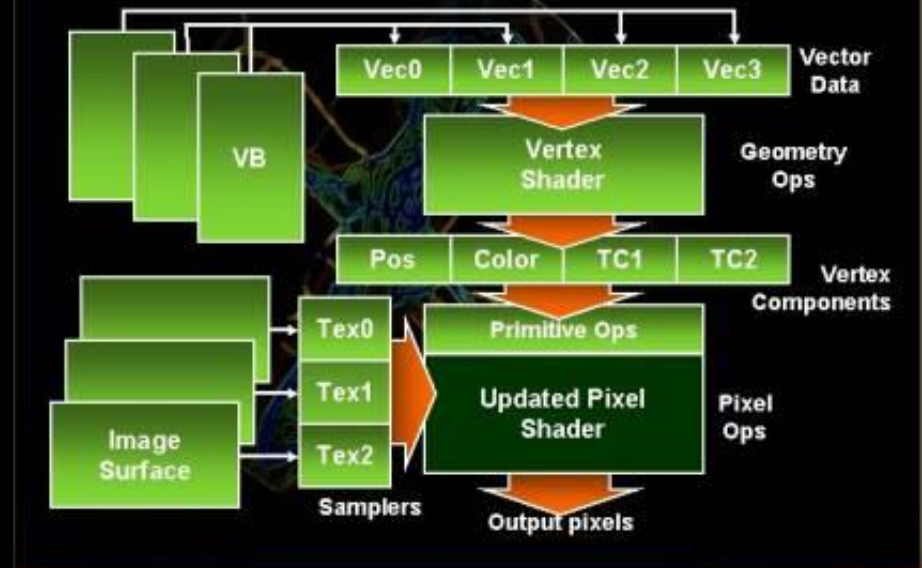 Vec0 Vec1 Vec2 Vec3
Vector
Data
VB
Vertex
Shader
Geometry
Ops
Pos Color TC1 TC2
Vertex
Components
Tex0
Tex1
Tex2
Samplers
Image
Surface
Primitive Ops
Updated Pixel
Shader
Pixel
Ops
Output pixels